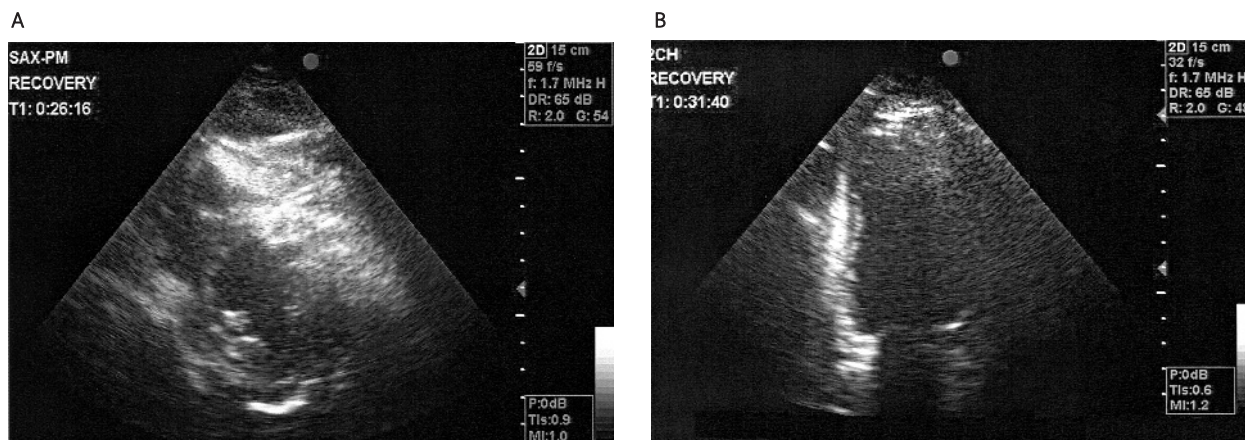 A
SAX-PM
RECOVERY
T1: 0:26:16
2D 15 cm
59 f/s
f: 1.7 MHz H
DR: 65 dB
R: 2.0 G: 54
P:0dB
TIs:0.9
MI:1.0
B
2CH
RECOVERY
T1: 0:31:40
2D 15 cm
32 f/s
f: 1.7 MHz H
DR: 65 dB
R: 2.0 G: 48
P:0dB
TIs:0.6
MI:1.2